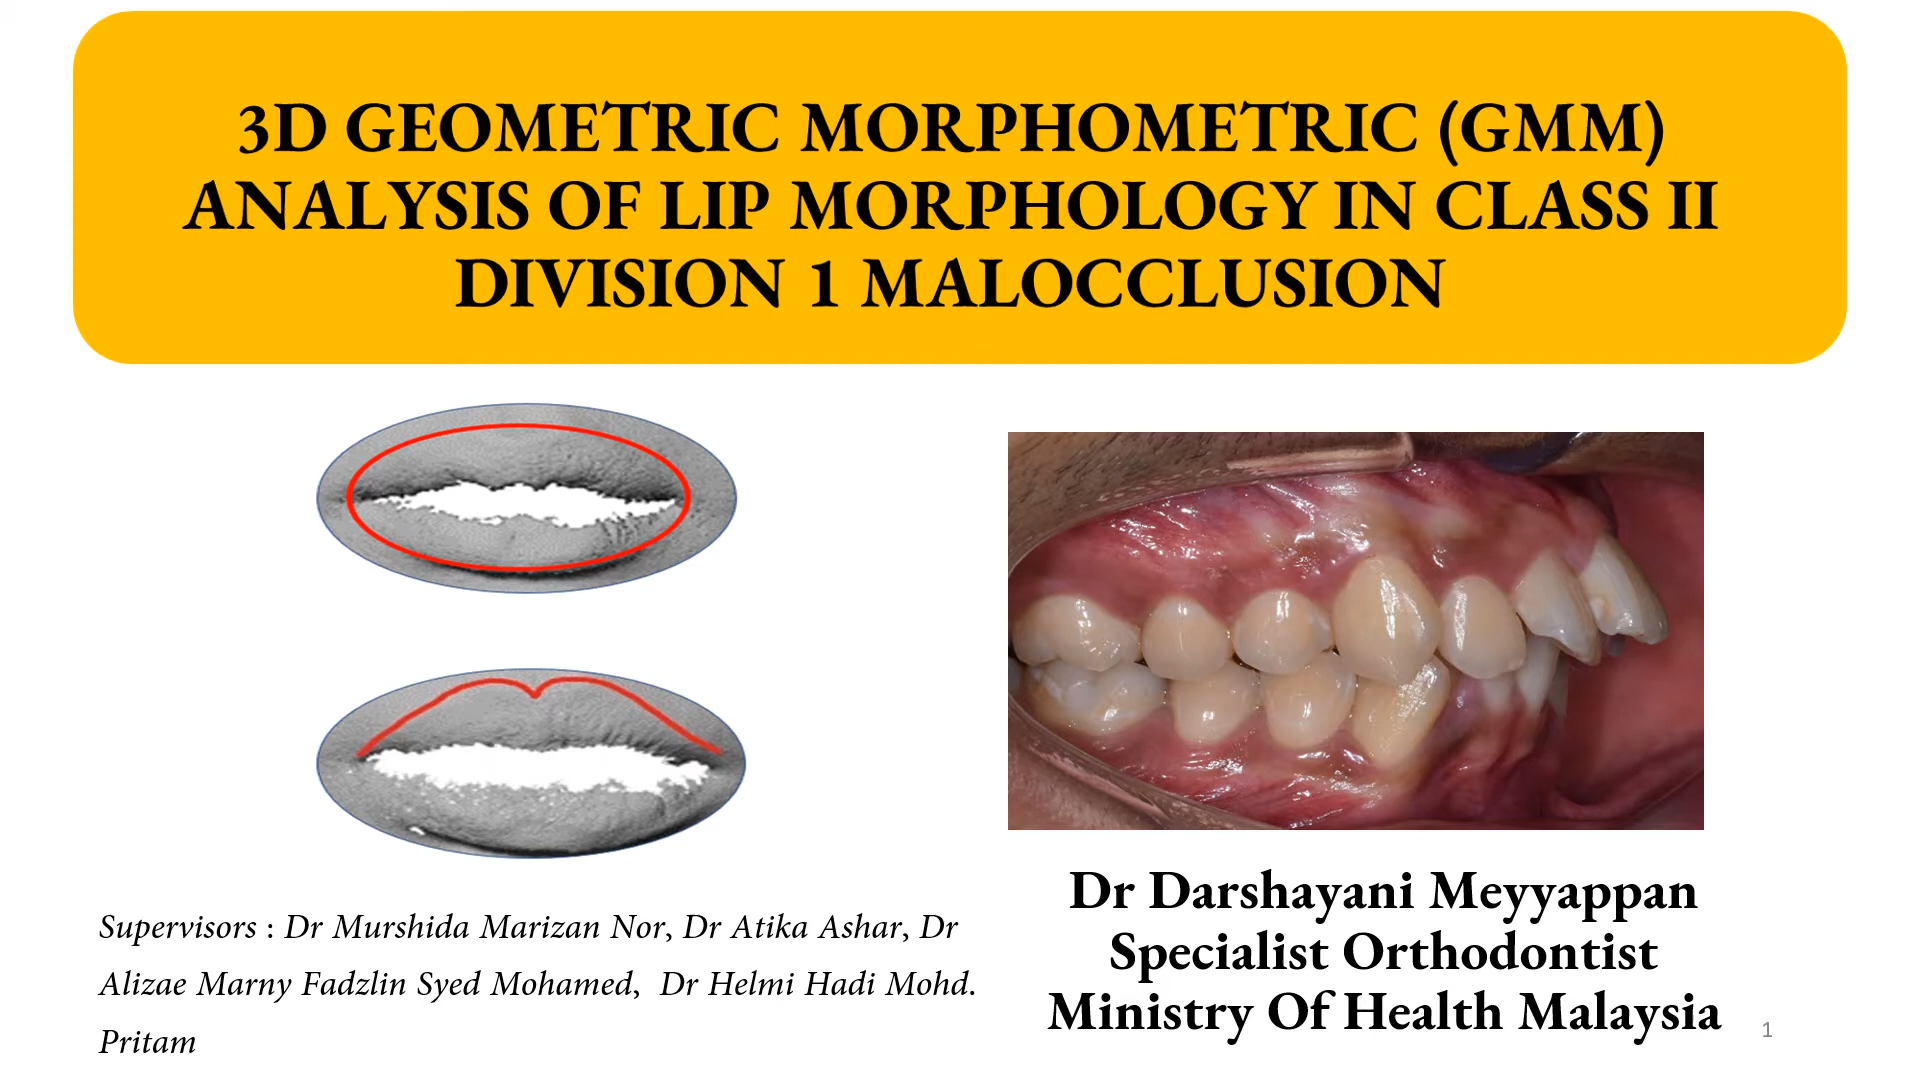 3D GEOMETRIC MORPHOMETRIC (GMM)
ANALYSIS OF LIP MORPHOLOGY IN CLASS II
DIVISION 1 MALOCCLUSION
Supervisors : Dr Murshida Marizan Nor, Dr Atika Ashar, Dr
Alizae Marny Fadzlin Syed Mohamed, Dr Helmi Hadi Mohd.
Pritam
Dr Darshayani Meyyappan
Specialist Orthodontist
Ministry Of Health Malaysia
1